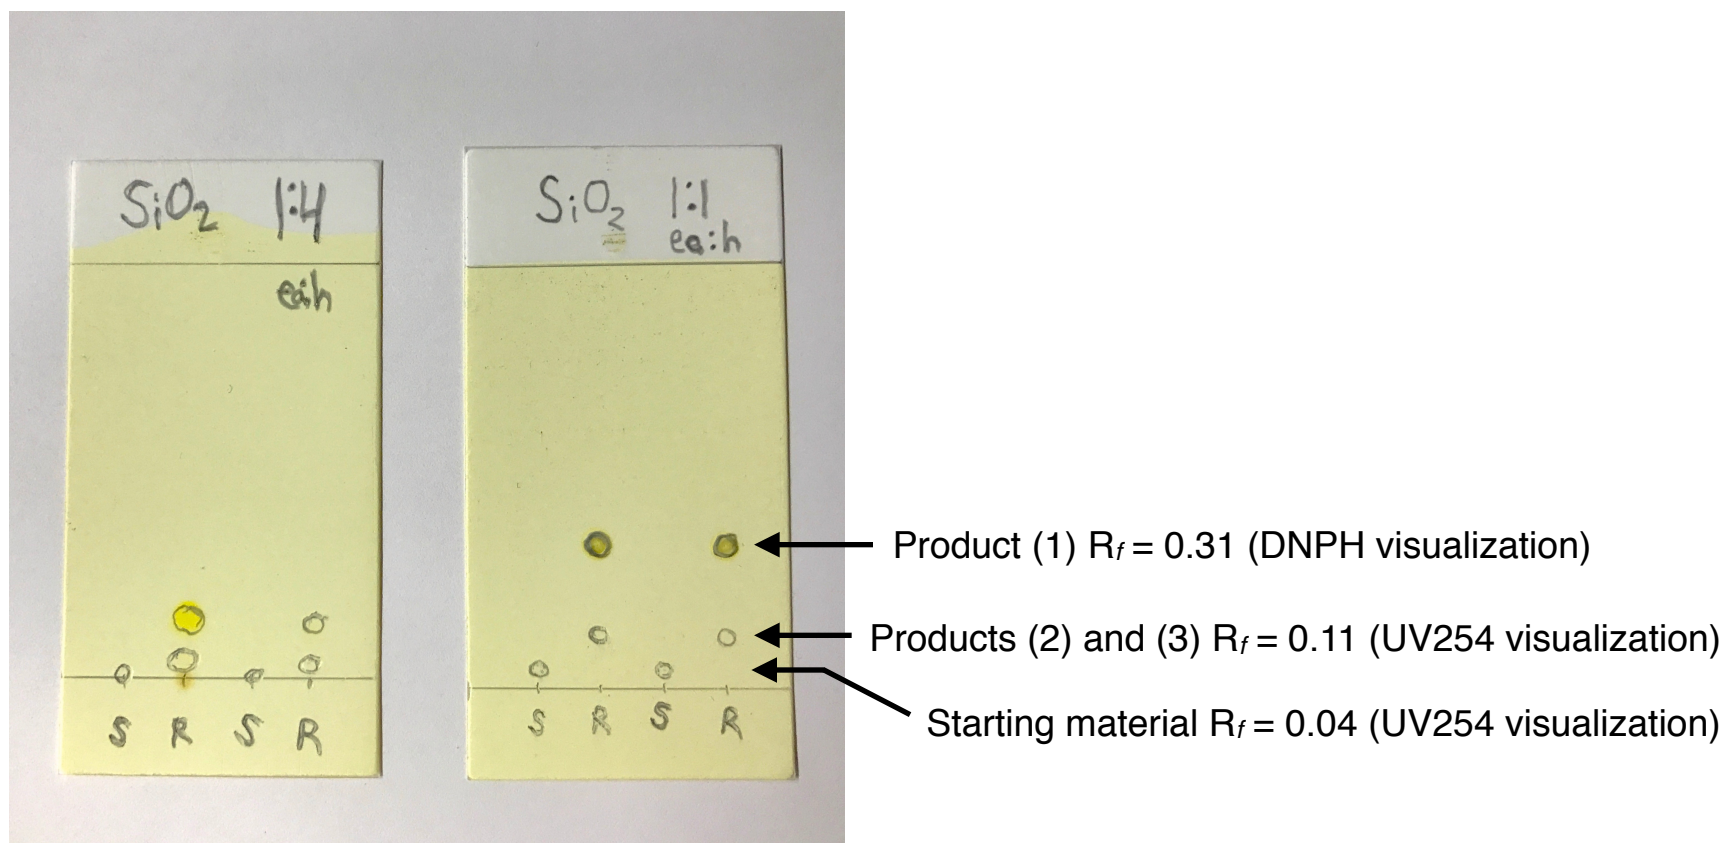 SiO2 1:4
ea:h
S R S R
SiO2 1:1
ea:h
S R S R
Product (1) Rf = 0.31 (DNPH visualization)
Products (2) and (3) Rf = 0.11 (UV254 visualization)
Starting material Rf = 0.04 (UV254 visualization)